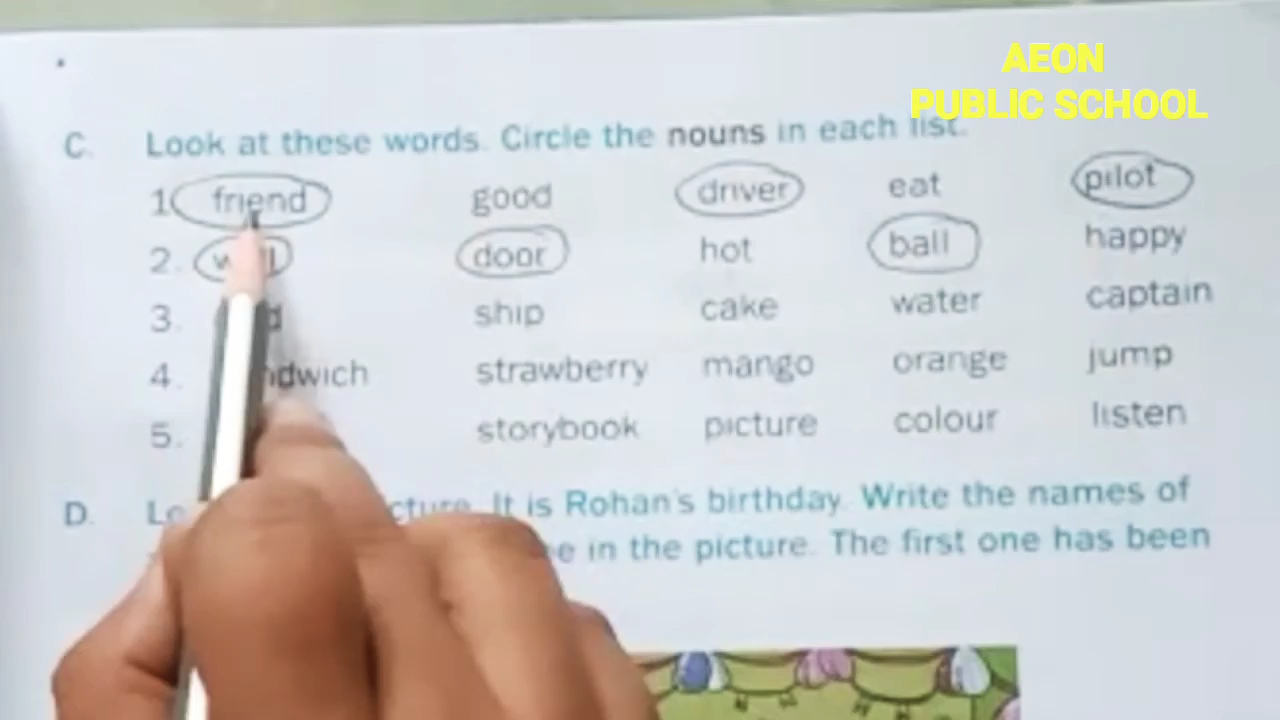 AEON
PUBLIC SCHOOL
C. Look at these words. Circle the nouns in each list.
1 friend good driver eat pilot
2. door hot ball happy
3. ship cake water captain
4. strawberry mango orange jump
5. storybook picture colour listen
D. It is Rohan's birthday. Write the names of
in the picture. The first one has been